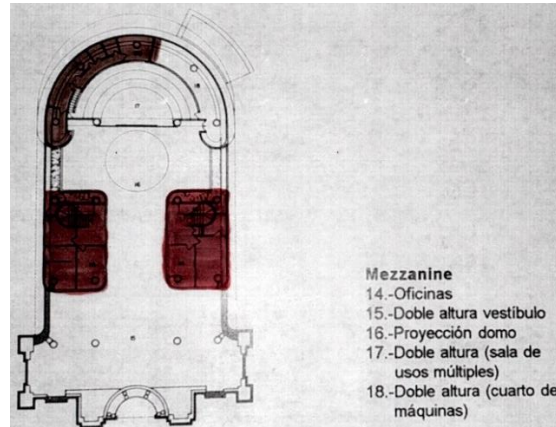 Mezzanine
14.-Oficinas
15.-Doble altura vestíbulo
16.-Proyección domo
17.-Doble altura (sala de
usos múltiples)
18.-Doble altura (cuarto de
máquinas)